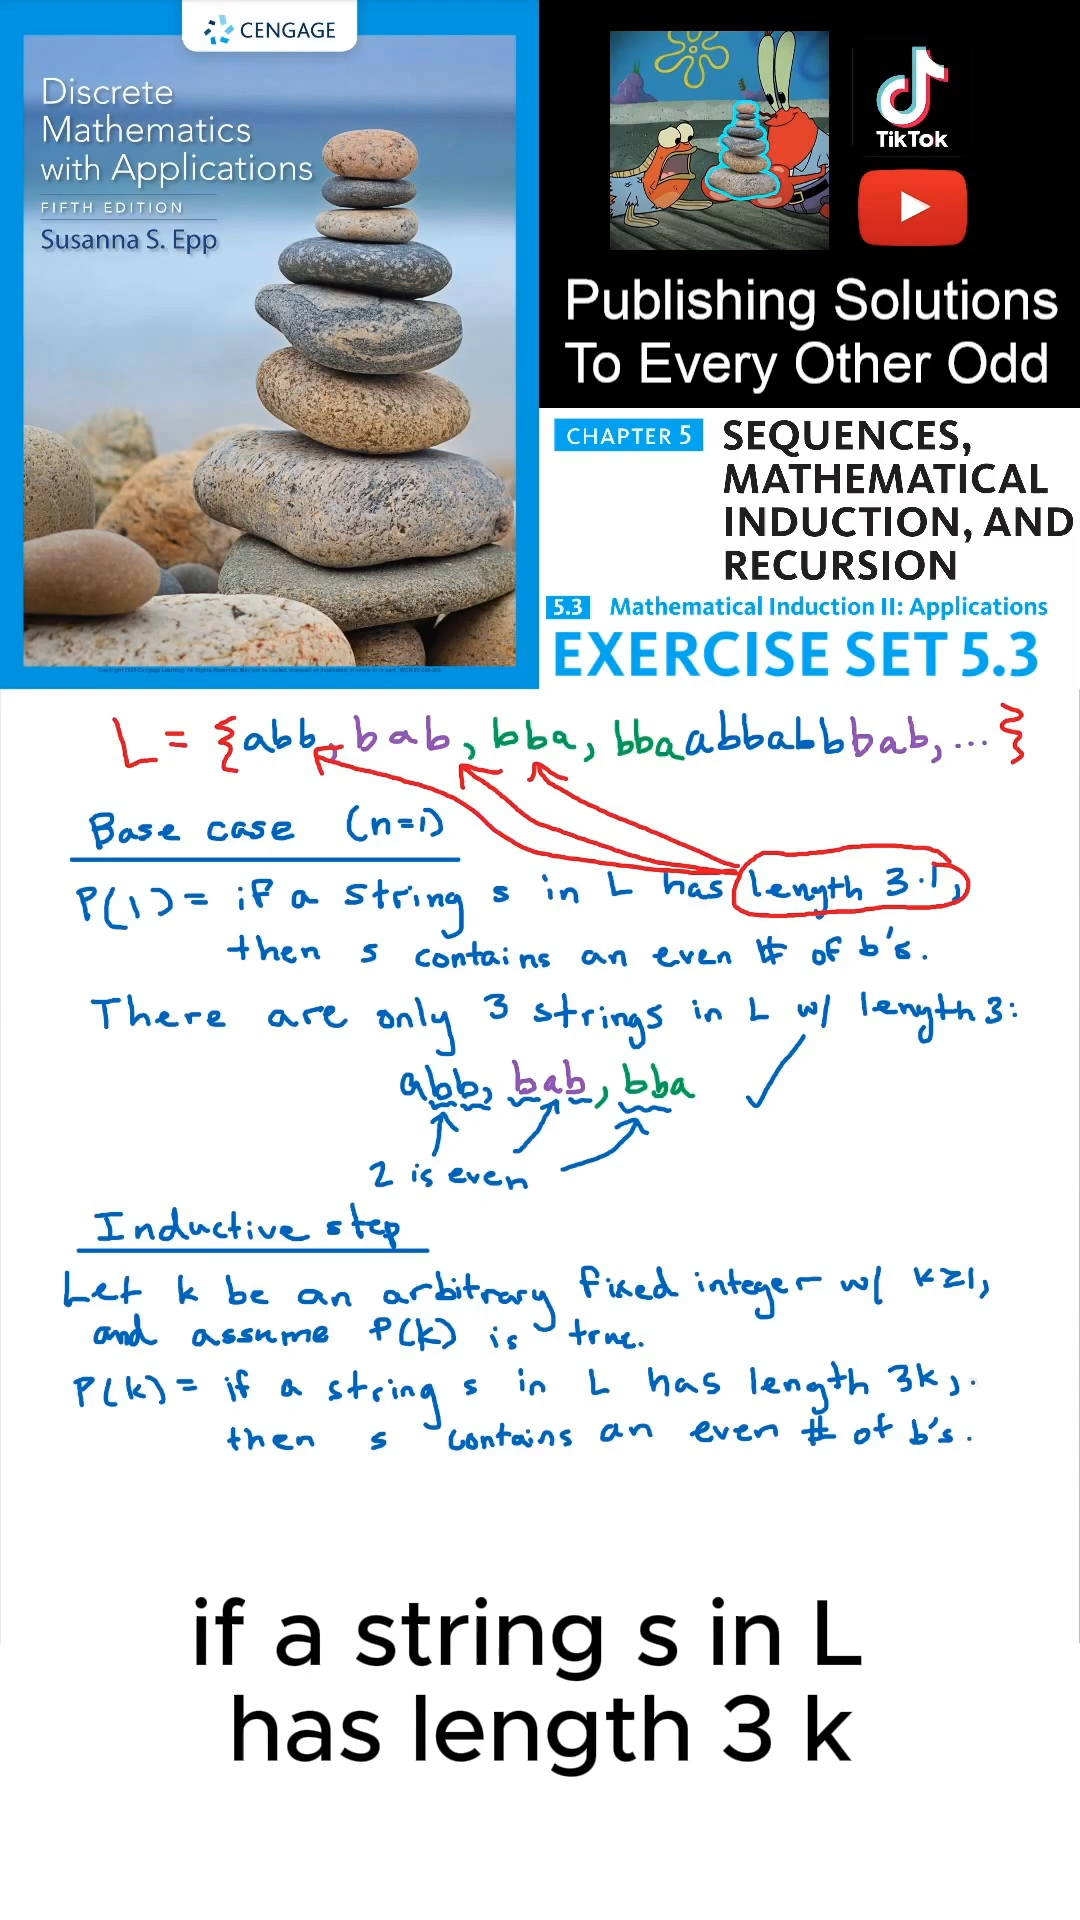 CENGAGE
Discrete
Mathematics
with Applications
FIFTH EDITION
Susanna S. Epp
TikTok
Publishing Solutions
To Every Other Odd
CHAPTER 5 SEQUENCES,
MATHEMATICAL
INDUCTION, AND
RECURSION
5.3 Mathematical Induction II: Applications
EXERCISE SET 5.3
L = {abb, bab, bba, bbaabbabbbab, ... }
Base case (n=1)
P(1) = if a string s in L has length 3·1,
then s contains an even # of b's.
There are only 3 strings in L w/ length 3:
abb, bab, bba
2 is even
Inductive step
Let k be an arbitrary fixed integer w/ k≥1,
and assume P(k) is true.
P(k) = if a string s in L has length 3k,
then s contains an even # of b's.
if a string s in L
has length 3 k